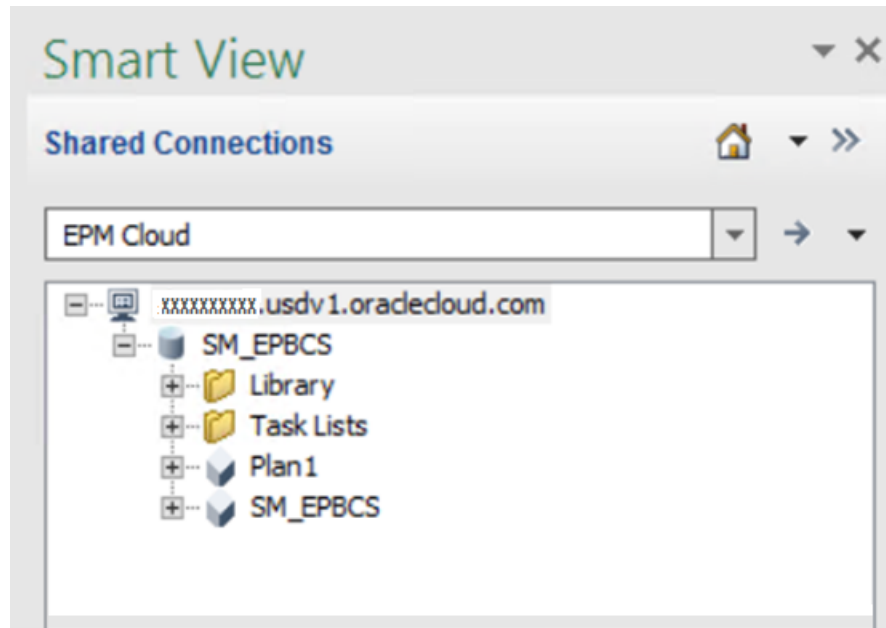 Smart View
Shared Connections
EPM Cloud
xxxxxxxxxx.usdv1.oraclecloud.com
SM_EPBCS
Library
Task Lists
Plan1
SM_EPBCS